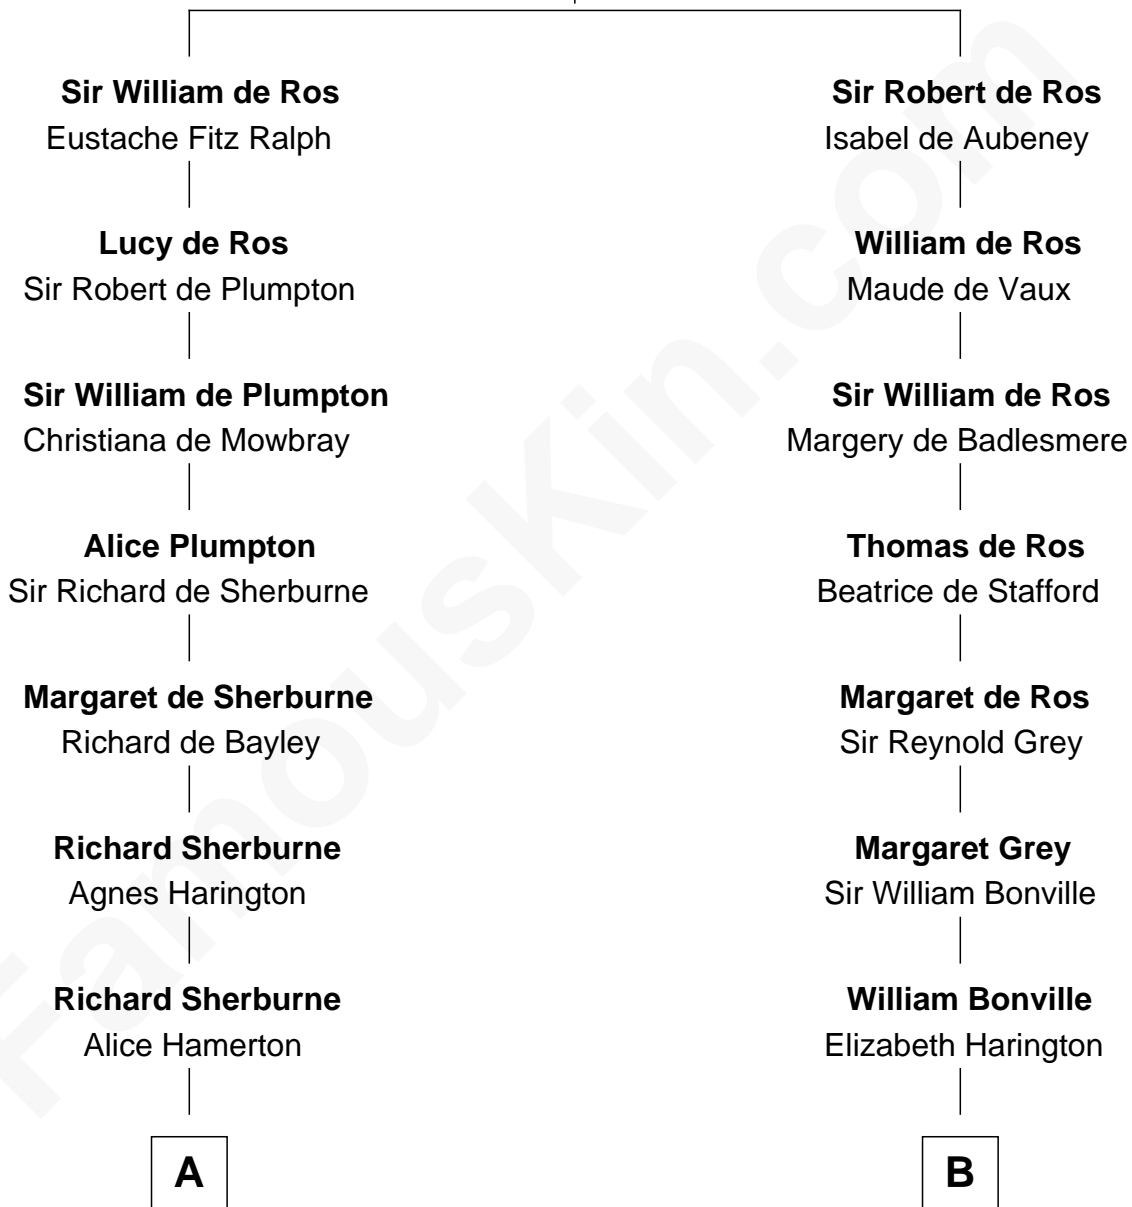 Sir William de Ros
Eustache Fitz Ralph
Lucy de Ros
Sir Robert de Plumpton
Sir William de Plumpton
Christiana de Mowbray
Alice Plumpton
Sir Richard de Sherburne
Margaret de Sherburne
Richard de Bayley
Richard Sherburne
Agnes Harington
Richard Sherburne
Alice Hamerton
A
Sir Robert de Ros
Isabel de Aubeney
William de Ros
Maude de Vaux
Sir William de Ros
Margery de Badlesmere
Thomas de Ros
Beatrice de Stafford
Margaret de Ros
Sir Reynold Grey
Margaret Grey
Sir William Bonville
William Bonville
Elizabeth Harington
B
FamousKin.com